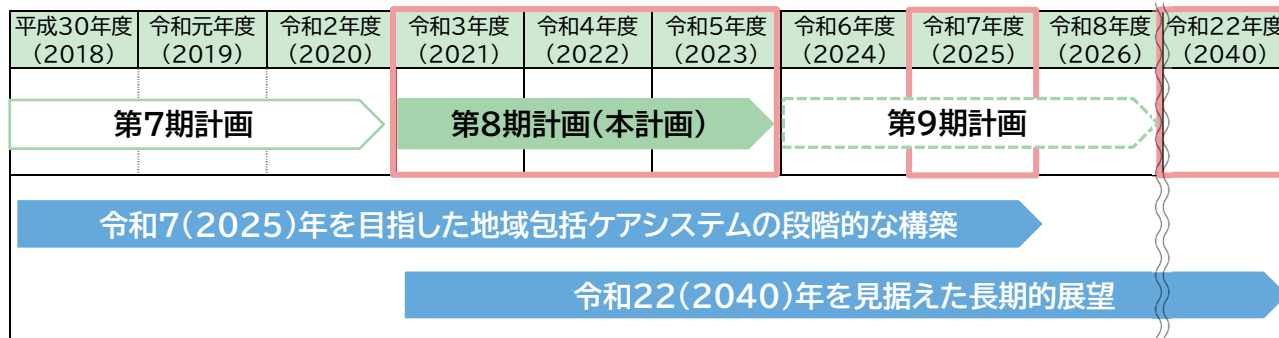 平成30年度 令和元年度 令和2年度 令和3年度 令和4年度 令和5年度 令和6年度 令和7年度 令和8年度 令和22年度
(2018) (2019) (2020) (2021) (2022) (2023) (2024) (2025) (2026) (2040)
第7期計画 第8期計画(本計画) 第9期計画
令和7(2025)年を目指した地域包括ケアシステムの段階的な構築
令和22(2040)年を見据えた長期的展望